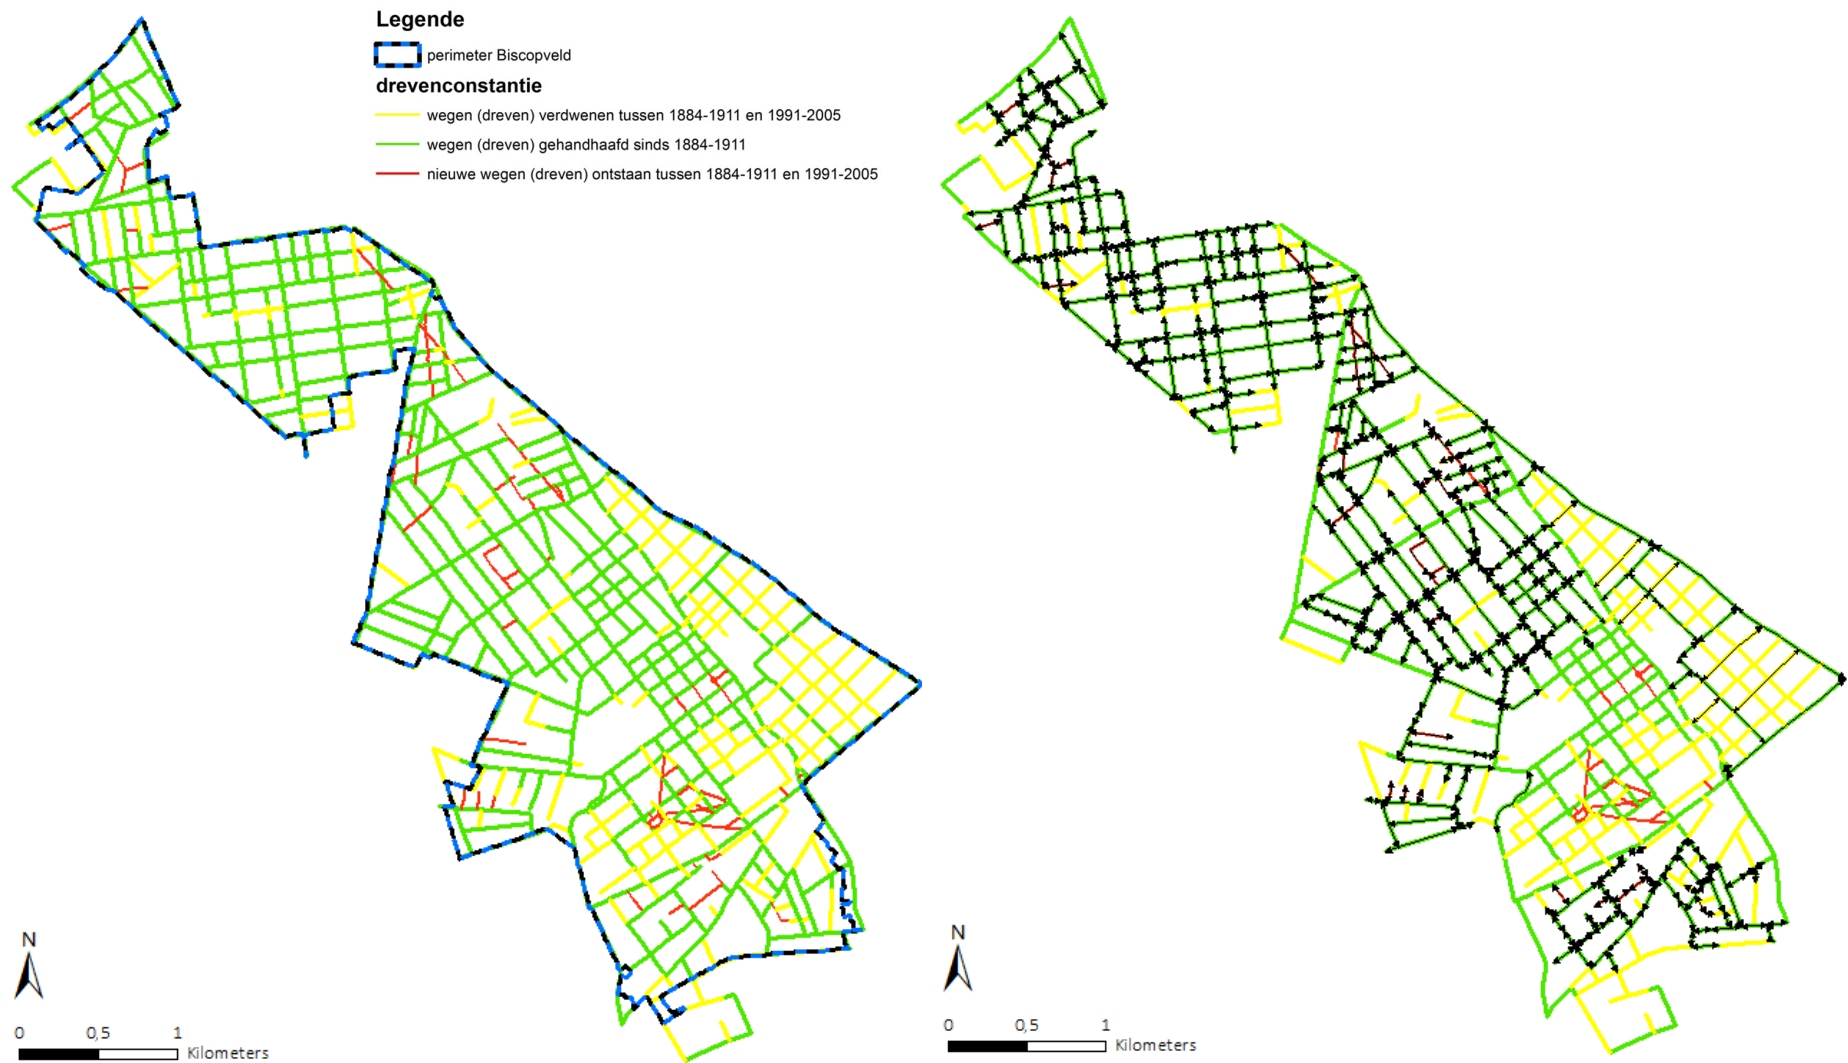 Legende
perimeter Biscopveld
drevenconstantie
wegen (dreven) verdwenen tussen 1884-1911 en 1991-2005
wegen (dreven) gehandhaafd sinds 1884-1911
nieuwe wegen (dreven) ontstaan tussen 1884-1911 en 1991-2005
N
0 0,5 1
Kilometers
N
0 0,5 1
Kilometers